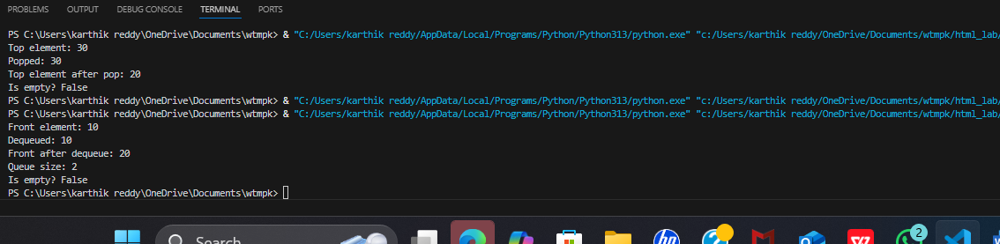 PROBLEMS OUTPUT DEBUG CONSOLE TERMINAL PORTS
PS C:\Users\karthik reddy\OneDrive\Documents\wtmpk> & "C:/Users/karthik reddy/AppData/Local/Programs/Python/Python313/python.exe" "c:/Users/karthik reddy/OneDrive/Documents/wtmpk/html_lab/
Top element: 30
Popped: 30
Top element after pop: 20
Is empty? False
PS C:\Users\karthik reddy\OneDrive\Documents\wtmpk> & "C:/Users/karthik reddy/AppData/Local/Programs/Python/Python313/python.exe" "c:/Users/karthik reddy/OneDrive/Documents/wtmpk/html_lab/
PS C:\Users\karthik reddy\OneDrive\Documents\wtmpk> & "C:/Users/karthik reddy/AppData/Local/Programs/Python/Python313/python.exe" "c:/Users/karthik reddy/OneDrive/Documents/wtmpk/html_lab/
Front element: 10
Dequeued: 10
Front after dequeue: 20
Queue size: 2
Is empty? False
PS C:\Users\karthik reddy\OneDrive\Documents\wtmpk>
Search
hp
2